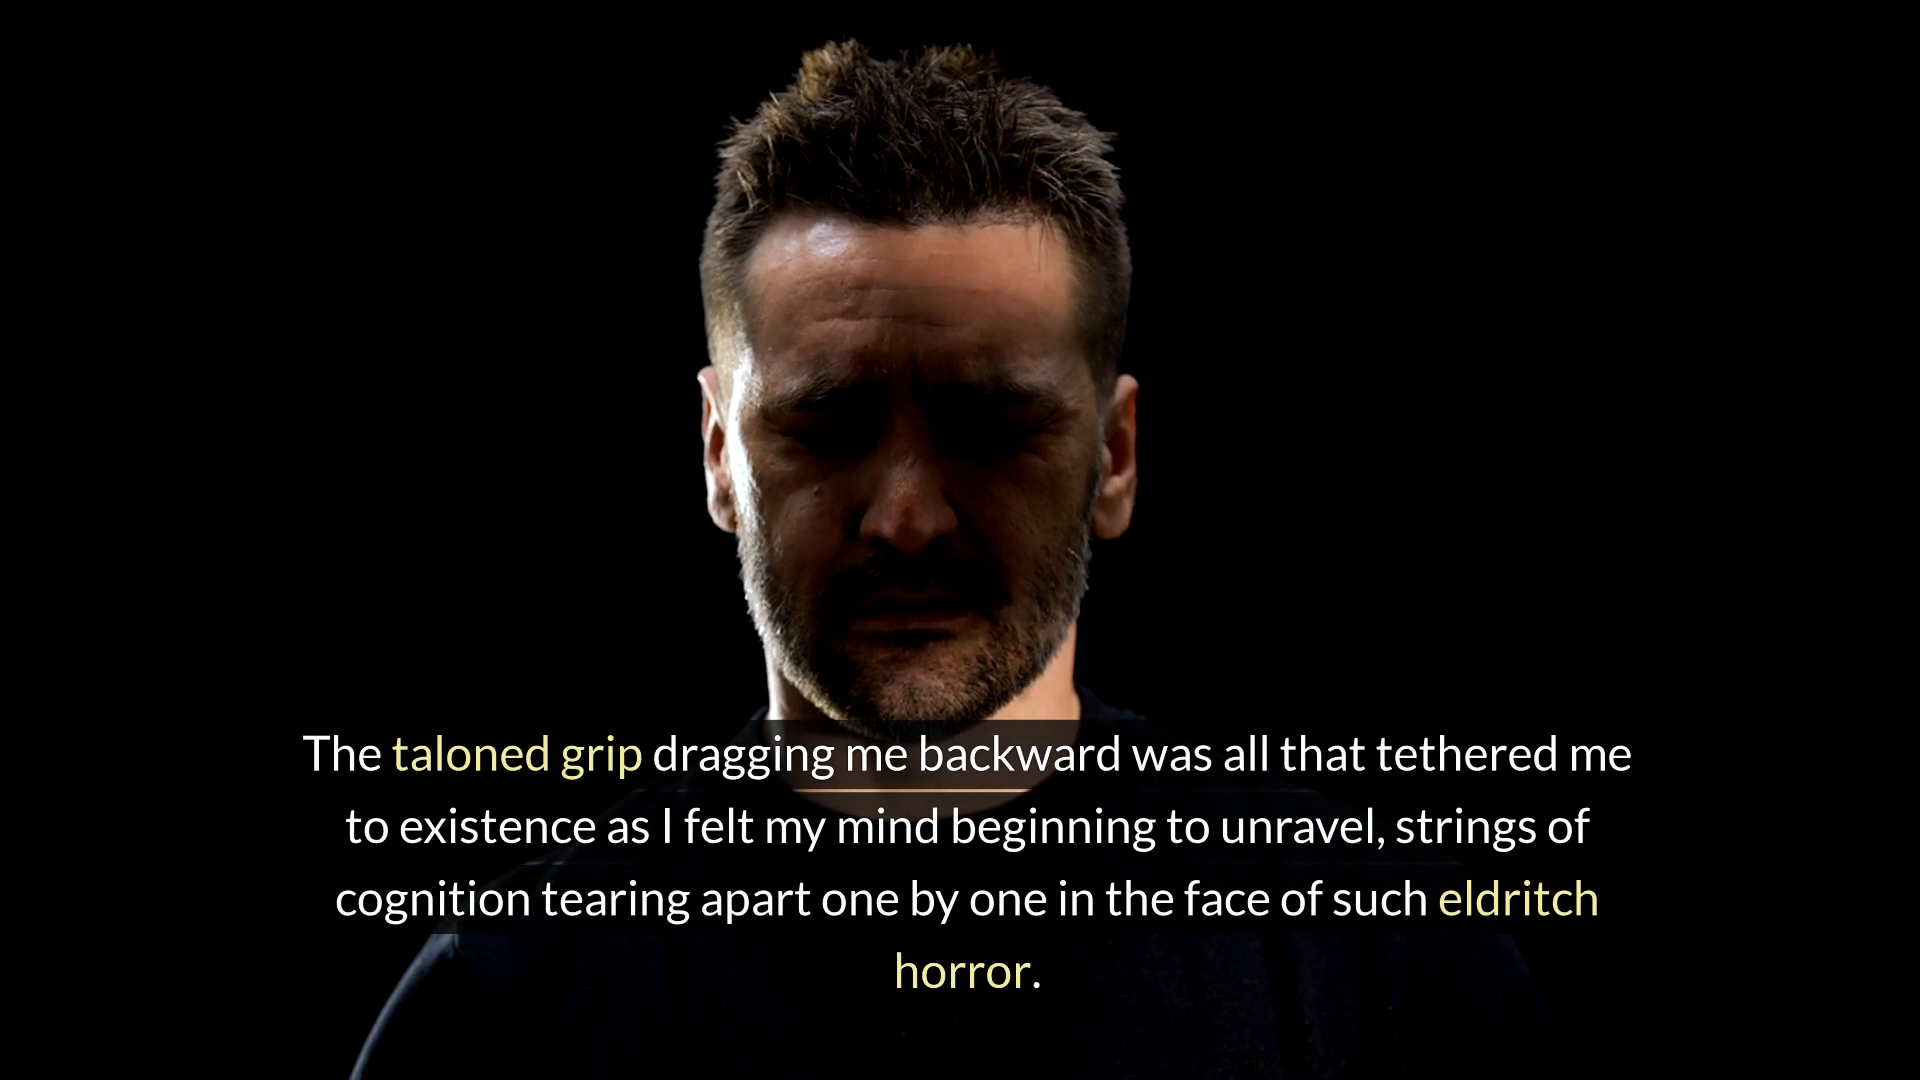 The taloned grip dragging me backward was all that tethered me
to existence as I felt my mind beginning to unravel, strings of
cognition tearing apart one by one in the face of such eldritch
horror.